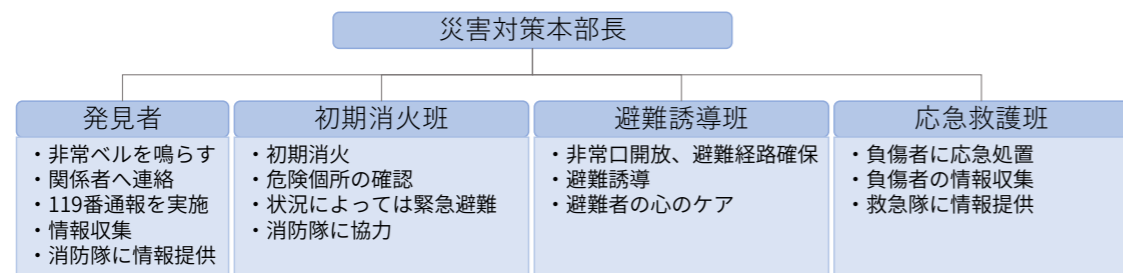 災害対策本部長
発見者
・非常ベルを鳴らす
・関係者へ連絡
・119番通報を実施
・情報収集
・消防隊に情報提供
初期消火班
・初期消火
・危険個所の確認
・状況によっては緊急避難
・消防隊に協力
避難誘導班
・非常口開放、避難経路確保
・避難誘導
・避難者の心のケア
応急救護班
・負傷者に応急処置
・負傷者の情報収集
・救急隊に情報提供